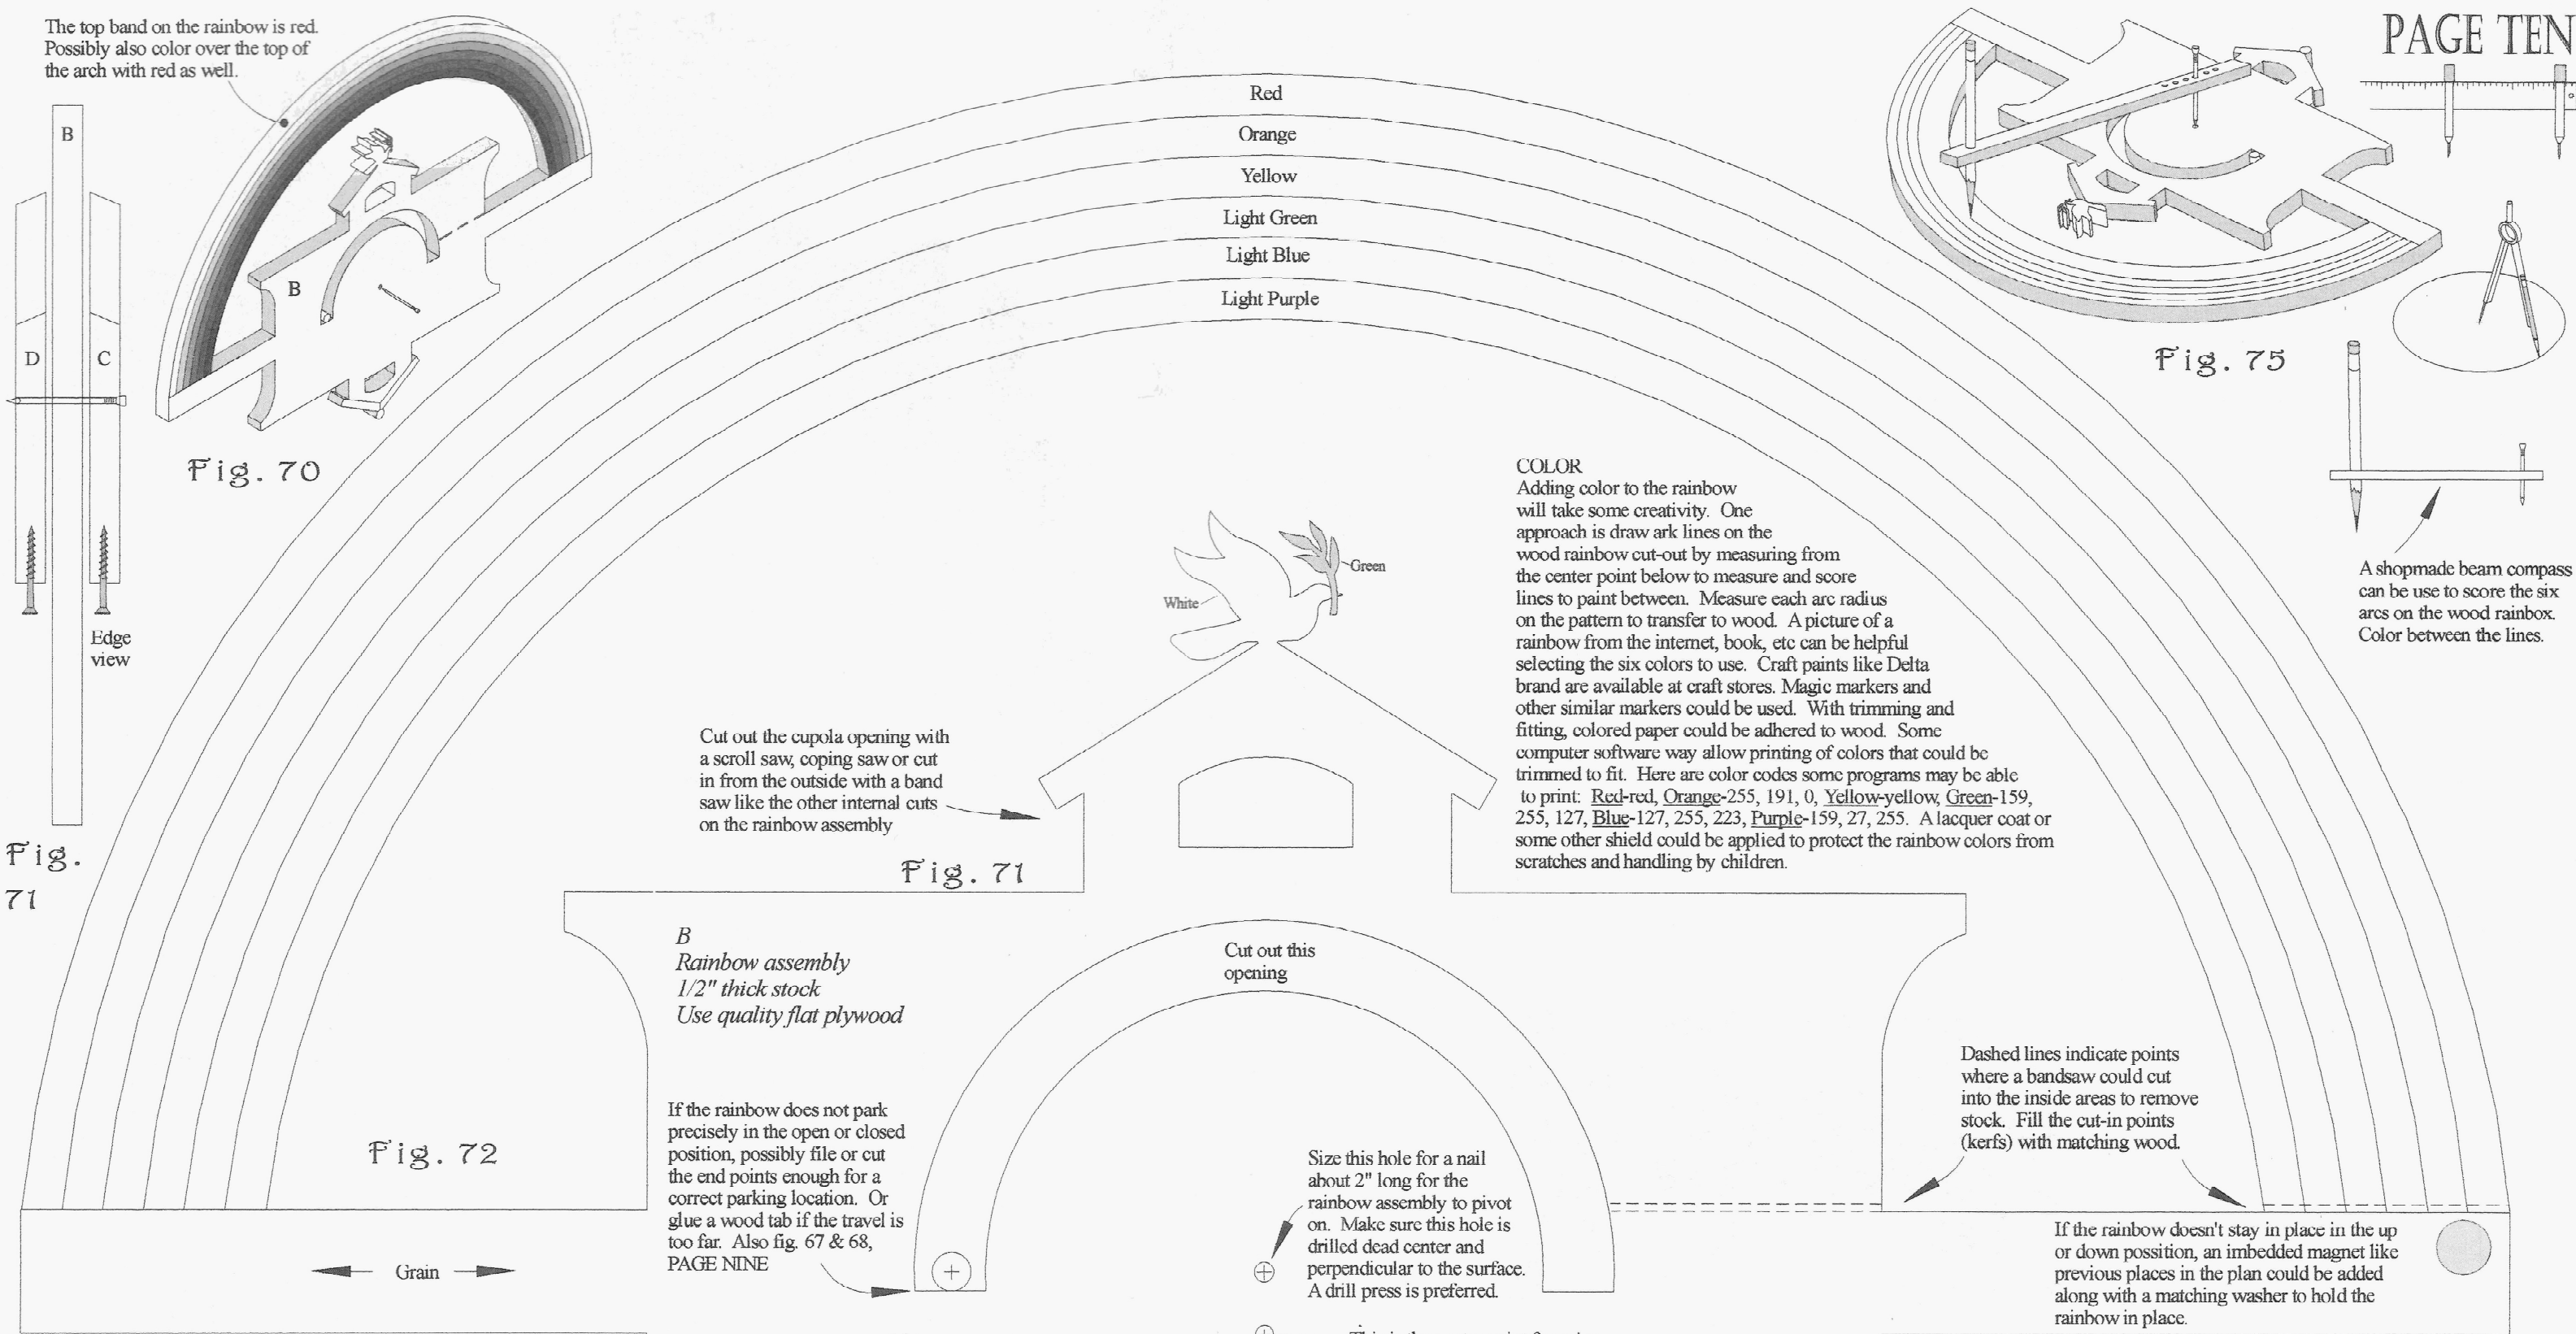 The top band on the rainbow is red.
Possibly also color over the top of
the arch with red as well.
PAGE TEN
B
D
C
Edge
view
Fig.
71
B
Fig. 70
Red
Orange
Yellow
Light Green
Light Blue
Light Purple
Fig. 75
A shopmade beam compass
can be use to score the six
arcs on the wood rainbox.
Color between the lines.
White
Green
COLOR
Adding color to the rainbow
will take some creativity. One
approach is draw ark lines on the
wood rainbow cut-out by measuring from
the center point below to measure and score
lines to paint between. Measure each arc radius
on the pattern to transfer to wood. A picture of a
rainbow from the internet, book, etc can be helpful
selecting the six colors to use. Craft paints like Delta
brand are available at craft stores. Magic markers and
other similar markers could be used. With trimming and
fitting, colored paper could be adhered to wood. Some
computer software way allow printing of colors that could be
trimmed to fit. Here are color codes some programs may be able
to print: Red-red, Orange-255, 191, 0, Yellow-yellow, Green-159,
255, 127, Blue-127, 255, 223, Purple-159, 27, 255. A lacquer coat or
some other shield could be applied to protect the rainbow colors from
scratches and handling by children.
Cut out the cupola opening with
a scroll saw, coping saw or cut
in from the outside with a band
saw like the other internal cuts
on the rainbow assembly
Fig. 71
B
Rainbow assembly
1/2" thick stock
Use quality flat plywood
Cut out this
opening
If the rainbow does not park
precisely in the open or closed
position, possibly file or cut
the end points enough for a
correct parking location. Or
glue a wood tab if the travel is
too far. Also fig. 67 & 68,
PAGE NINE
Fig. 72
Grain
Size this hole for a nail
about 2" long for the
rainbow assembly to pivot
on. Make sure this hole is
drilled dead center and
perpendicular to the surface.
A drill press is preferred.
Dashed lines indicate points
where a bandsaw could cut
into the inside areas to remove
stock. Fill the cut-in points
(kerfs) with matching wood.
If the rainbow doesn't stay in place in the up
or down possition, an imbedded magnet like
previous places in the plan could be added
along with a matching washer to hold the
rainbow in place.